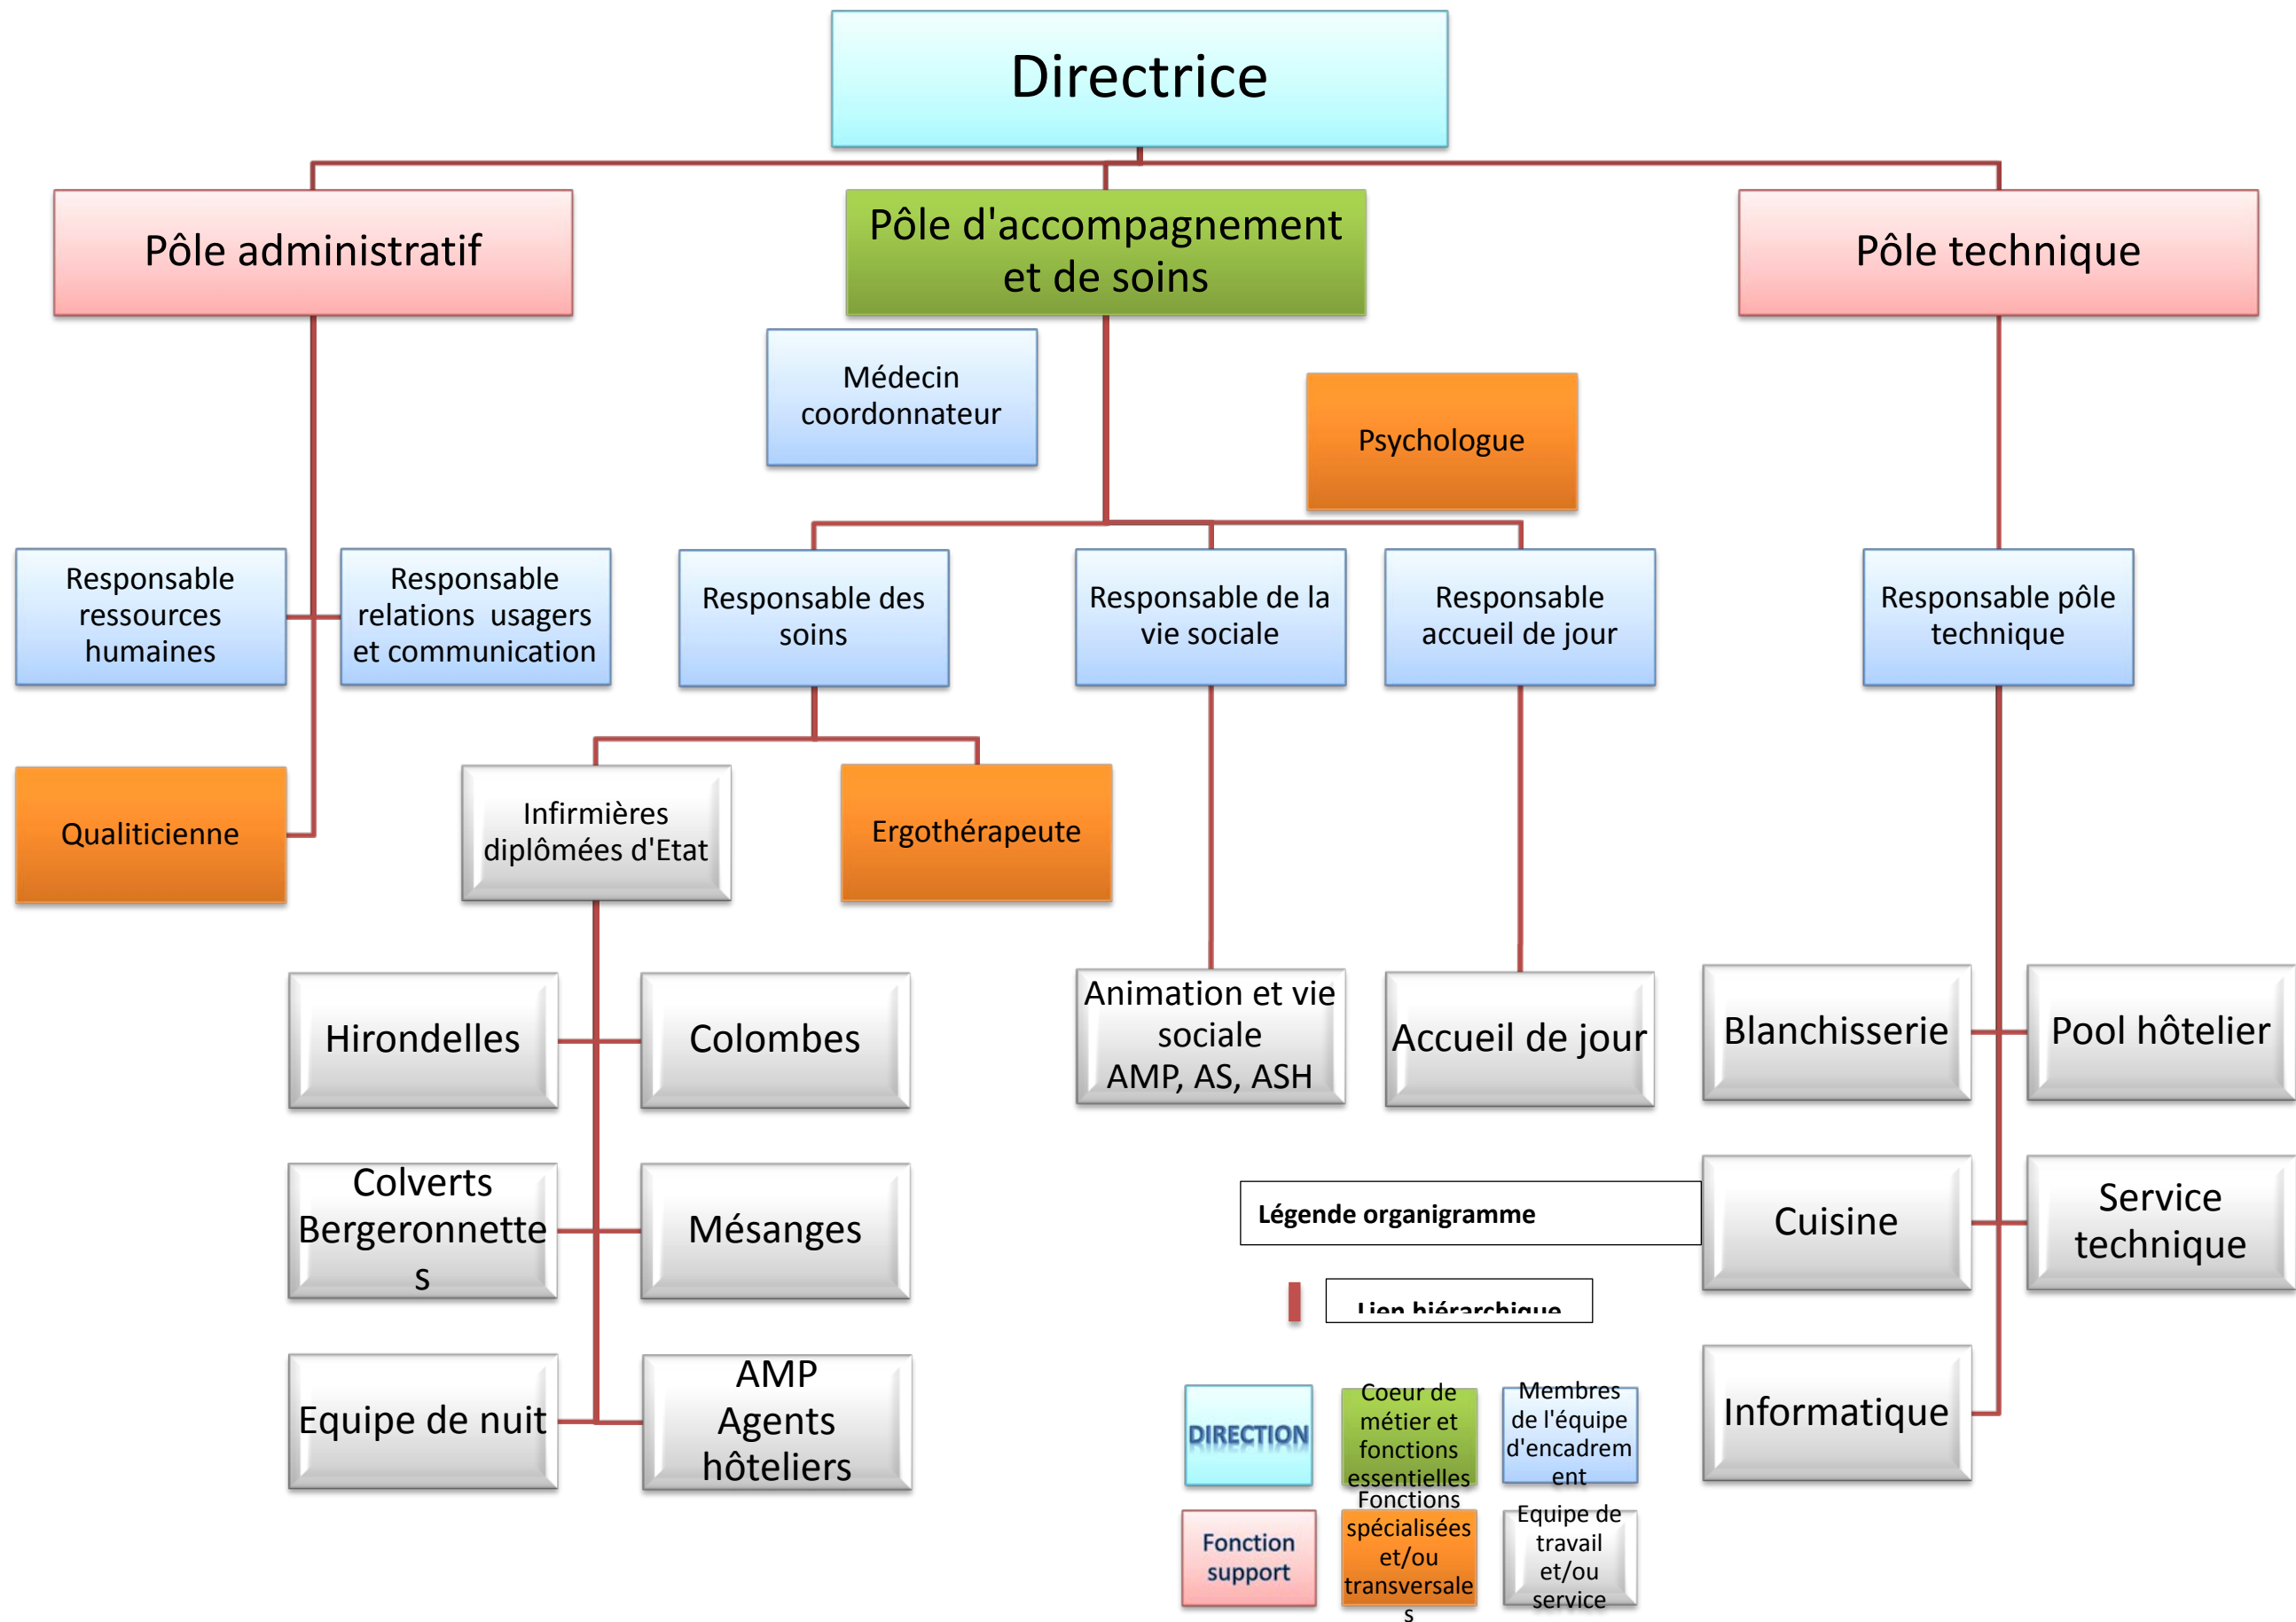 Directrice
Pôle administratif
Pôle d'accompagnement
et de soins
Pôle technique
Médecin
coordonnateur
Psychologue
Responsable
ressources
humaines
Responsable
relations  usagers
et communication
Responsable des
soins
Responsable de la
vie sociale
Responsable
accueil de jour
Responsable pôle
technique
Qualiticienne
Infirmières
diplômées d'Etat
Ergothérapeute
Hirondelles
Colombes
Animation et vie
sociale
AMP, AS, ASH
Accueil de jour
Blanchisserie
Pool hôtelier
Colverts
Bergeronnette
s
Mésanges
Cuisine
Service
technique
Equipe de nuit
AMP
Agents
hôteliers
Informatique
Légende organigramme
Lien hiérarchique
DIRECTION
Coeur de
métier et
fonctions
essentielles
Membres
de l'équipe
d'encadrem
ent
Fonction
support
Fonctions
spécialisées
et/ou
transversale
s
Equipe de
travail
et/ou
service